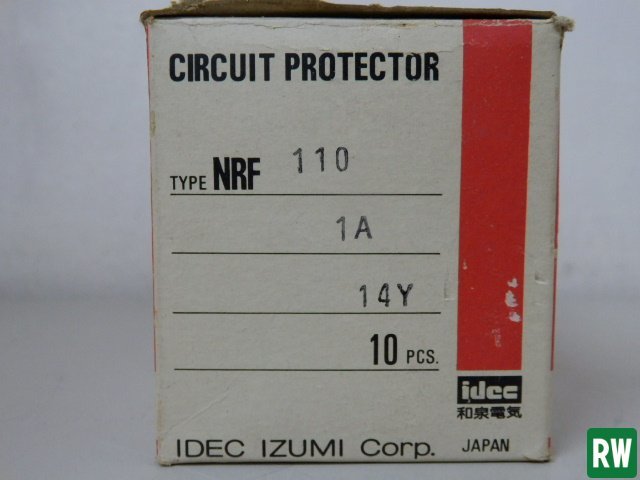 CIRCUIT PROTECTOR
TYPE NRF 110
1A
14Y
10 PCS.
idec
和泉電気
IDEC IZUMI Corp. JAPAN
RW